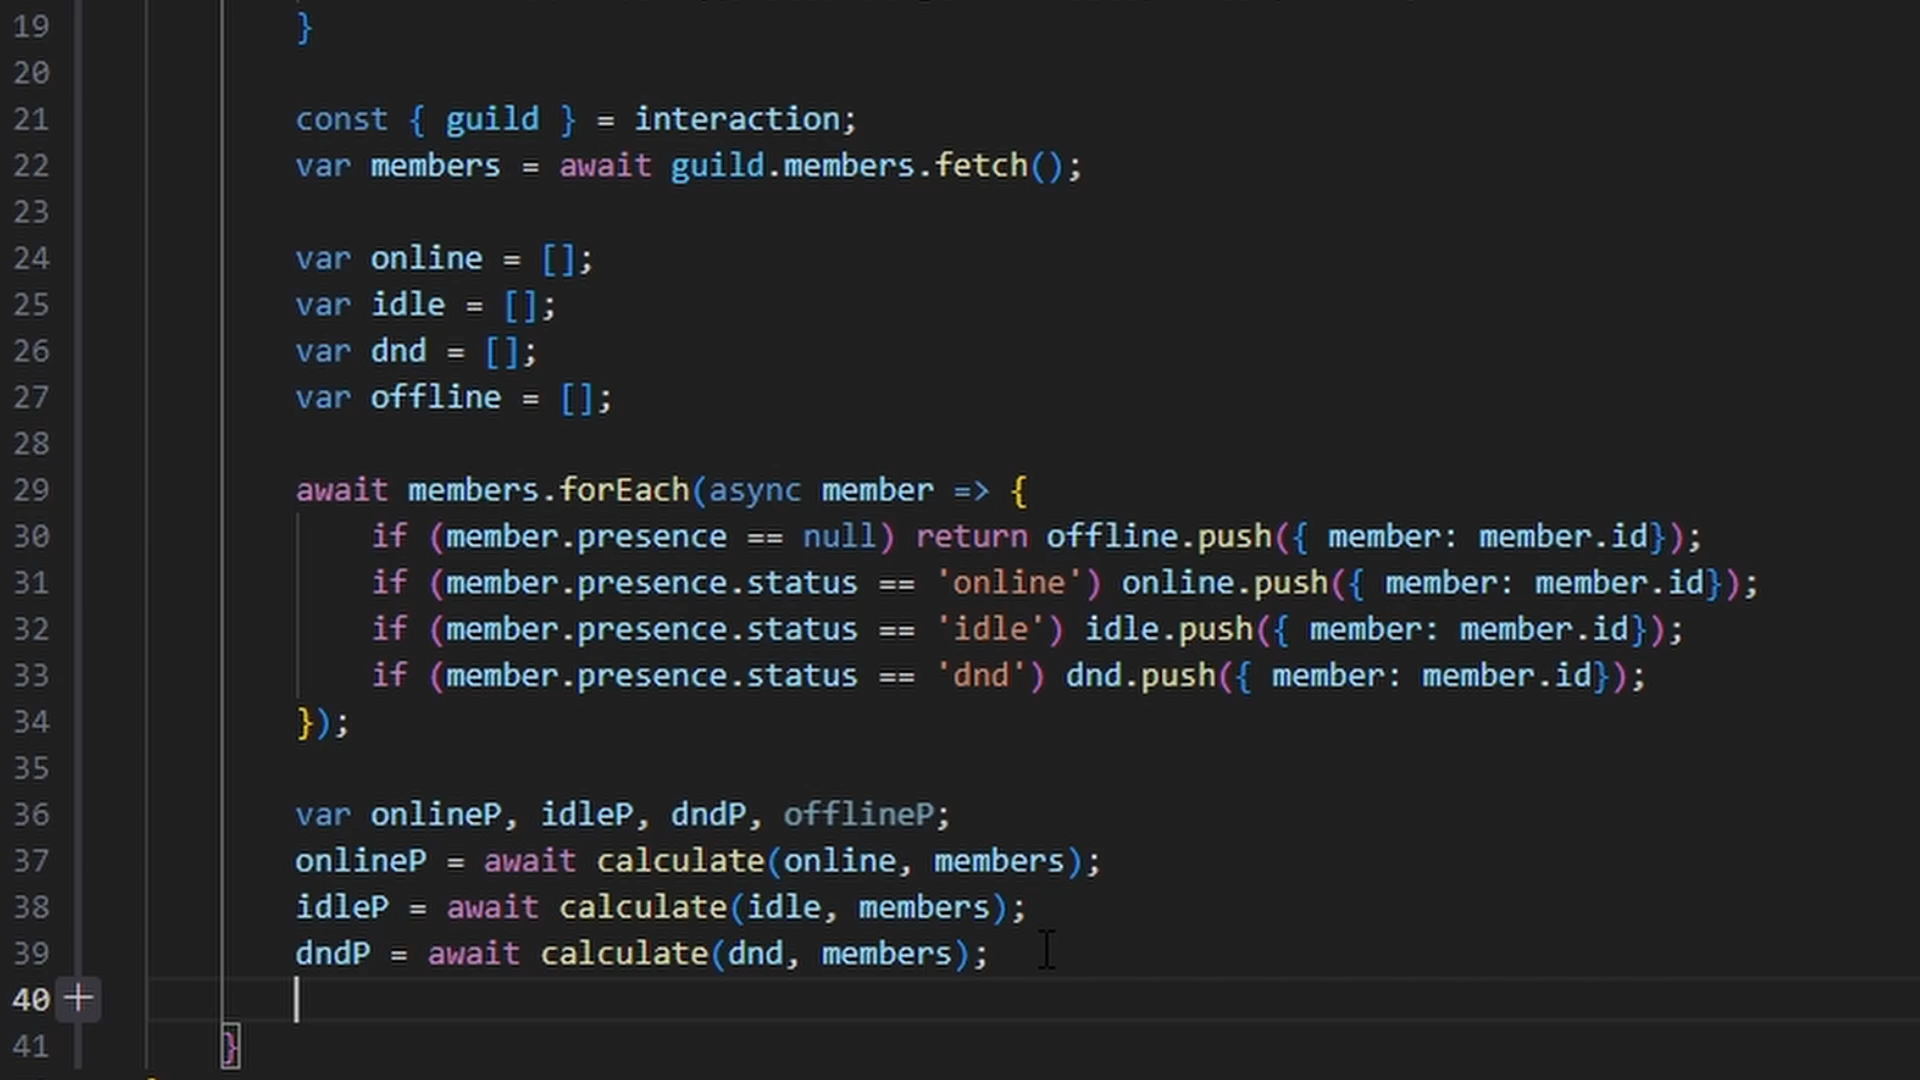 19 }
20
21 const { guild } = interaction;
22 var members = await guild.members.fetch();
23
24 var online = [];
25 var idle = [];
26 var dnd = [];
27 var offline = [];
28
29 await members.forEach(async member => {
30 if (member.presence == null) return offline.push({ member: member.id});
31 if (member.presence.status == 'online') online.push({ member: member.id});
32 if (member.presence.status == 'idle') idle.push({ member: member.id});
33 if (member.presence.status == 'dnd') dnd.push({ member: member.id});
34 });
35
36 var onlineP, idleP, dndP, offlineP;
37 onlineP = await calculate(online, members);
38 idleP = await calculate(idle, members);
39 dndP = await calculate(dnd, members);
40
41 }